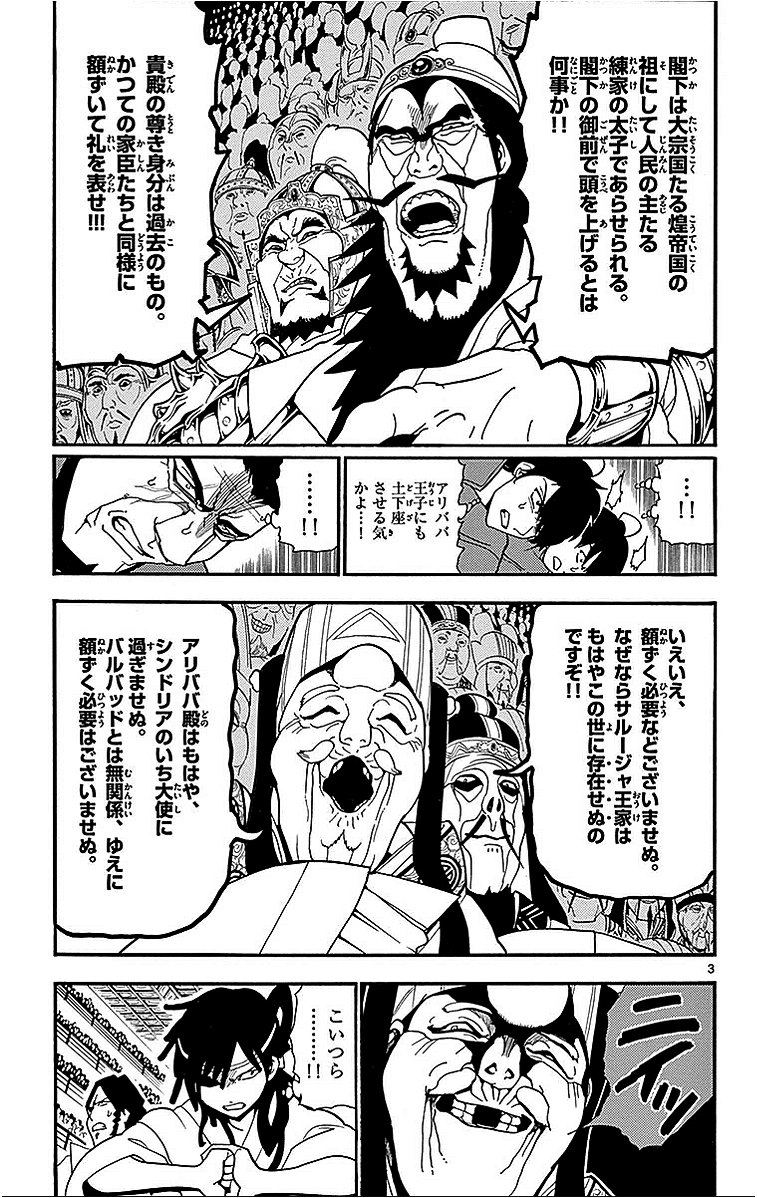 閣下は大宗国たる煌帝国の
祖にして人民の主たる
練家の太子であらせられる。
閣下の御前で頭を上げるとは
何事か!!
貴殿の尊き身分は過去のもの。
かつての家臣たちと同様に
額ずいて礼を表せ!!!
アリババ
王子にも
土下座
させる気
かよ…!
……!!
いえいえ、
額ずく必要などございませぬ。
なぜならサルージャ王家は
もはやこの世に存在せぬの
ですぞ!!
アリババ殿はもはや、
シンドリアのいち大使に
過ぎませぬ。
バルバッドとは無関係、ゆえに
額ずく必要はございませぬ。
3
ニイッ
こいつら
……!!